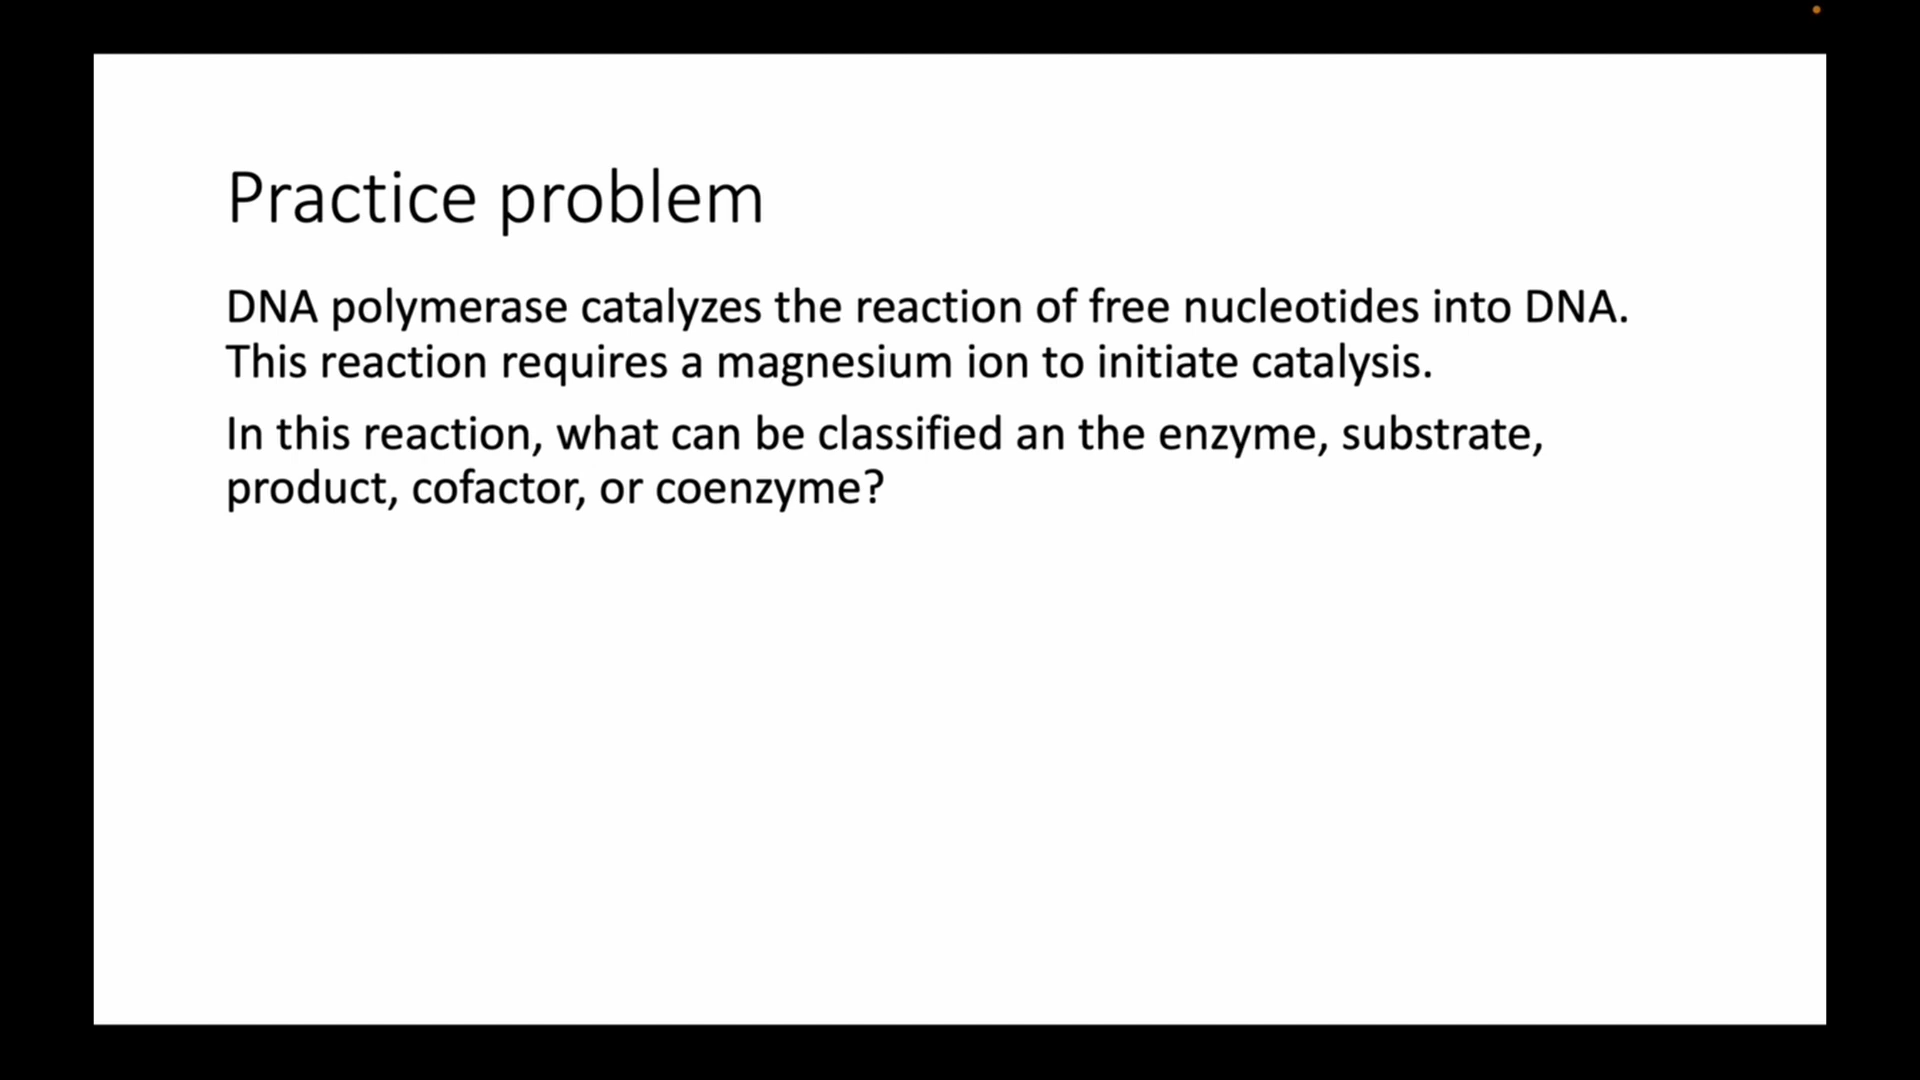 Practice problem
DNA polymerase catalyzes the reaction of free nucleotides into DNA.
This reaction requires a magnesium ion to initiate catalysis.
In this reaction, what can be classified an the enzyme, substrate,
product, cofactor, or coenzyme?